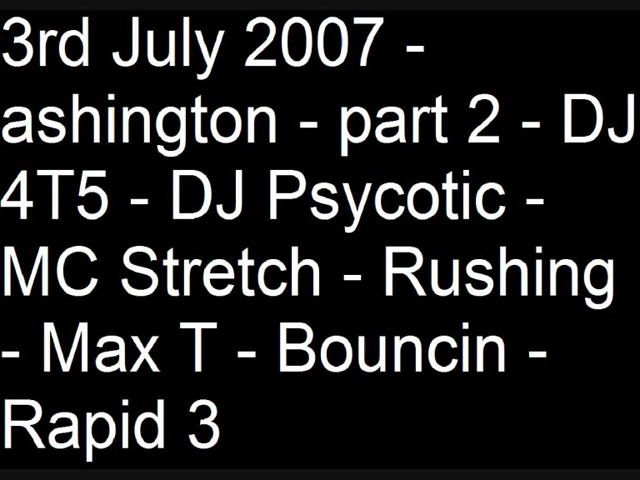 3rd July 2007 -
ashington - part 2 - DJ
4T5 - DJ Psycotic -
MC Stretch - Rushing
- Max T - Bouncin -
Rapid 3